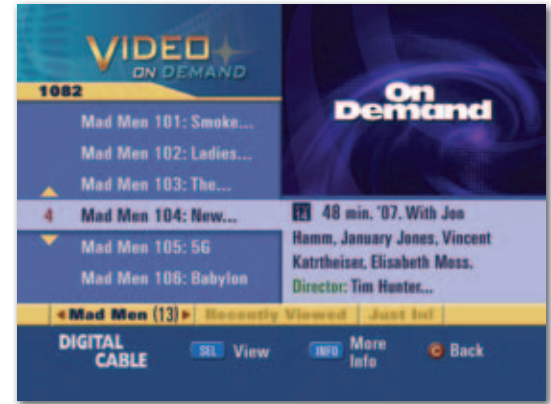 VIDEO
ON DEMAND
1082
On
Demand
Mad Men 101: Smoke...
Mad Men 102: Ladies...
Mad Men 103: The...
4 Mad Men 104: New...
Mad Men 105: 5G
Mad Men 106: Babylon
14 48 min. '07. With Jon
Hamm, January Jones, Vincent
Katrtheiser, Elisabeth Moss.
Director: Tim Hunter...
Mad Men (13) Recently Viewed Just In!
DIGITAL
CABLE
SEL View
INFO More
Info
C Back